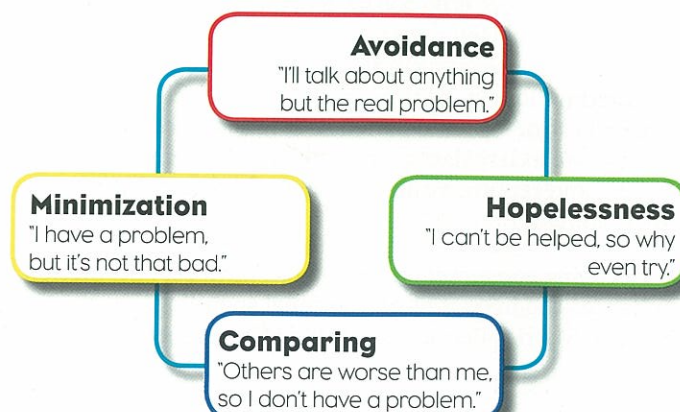 Avoidance
"I'll talk about anything
but the real problem."
Minimization
"I have a problem,
but it's not that bad."
Hopelessness
"I can't be helped, so why
even try."
Comparing
"Others are worse than me,
so I don't have a problem."